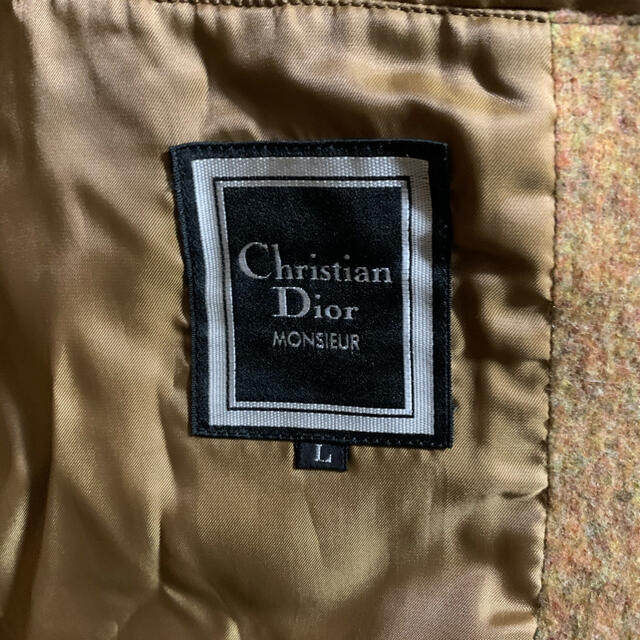 Christian
Dior
MONSIEUR
L